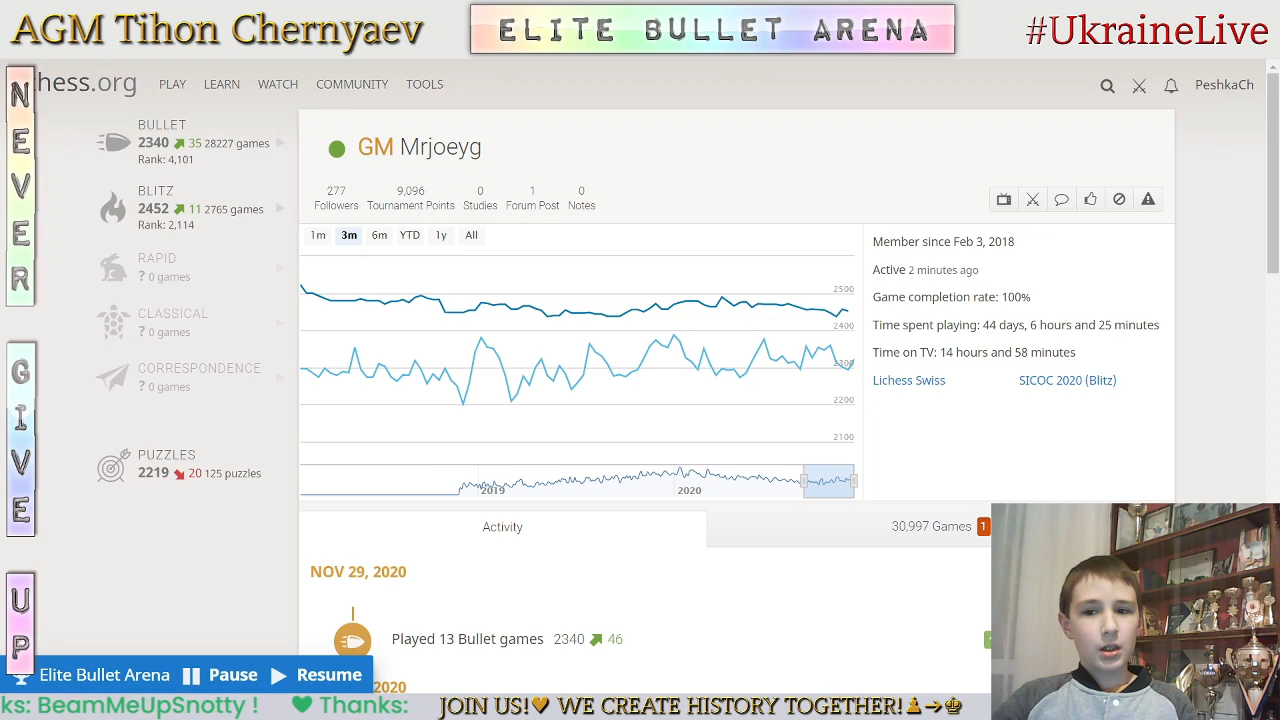 AGM Tihon Chernyaev
ELITE BULLET ARENA
#UkraineLive
NEVER
GIVE
UP
hess.org
PLAY LEARN WATCH COMMUNITY TOOLS
PeshkaCh
BULLET
2340 35 28227 games
Rank: 4,101
BLITZ
2452 11 2765 games
Rank: 2,114
RAPID
? 0 games
CLASSICAL
? 0 games
CORRESPONDENCE
? 0 games
PUZZLES
2219 20 125 puzzles
GM Mrjoeyg
277 9,096 0 1 0
Followers Tournament Points Studies Forum Post Notes
1m 3m 6m YTD 1y All
2500
2400
2300
2200
2100
2019 2020
Member since Feb 3, 2018
Active 2 minutes ago
Game completion rate: 100%
Time spent playing: 44 days, 6 hours and 25 minutes
Time on TV: 14 hours and 58 minutes
Lichess Swiss SICOC 2020 (Blitz)
Activity
30,997 Games 1
NOV 29, 2020
Played 13 Bullet games 2340 46
2020
Elite Bullet Arena Pause Resume
ks: BeamMeUpSnotty ! Thanks:
JOIN US! WE CREATE HISTORY TOGETHER!